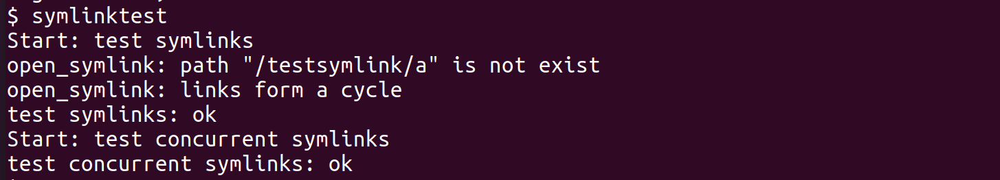 $ symlinktest
Start: test symlinks
open_symlink: path "/testsymlink/a" is not exist
open_symlink: links form a cycle
test symlinks: ok
Start: test concurrent symlinks
test concurrent symlinks: ok